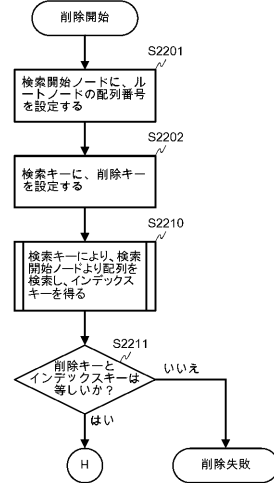 削除開始
S2201
検索開始ノードに、ル
ートノードの配列番号
を設定する
S2202
検索キーに、削除キー
を設定する
S2210
検索キーにより、検索
開始ノードより配列を
検索し、インデックス
キーを得る
S2211
削除キーと
インデックスキーは
等しいか？
いいえ
はい
H
削除失敗